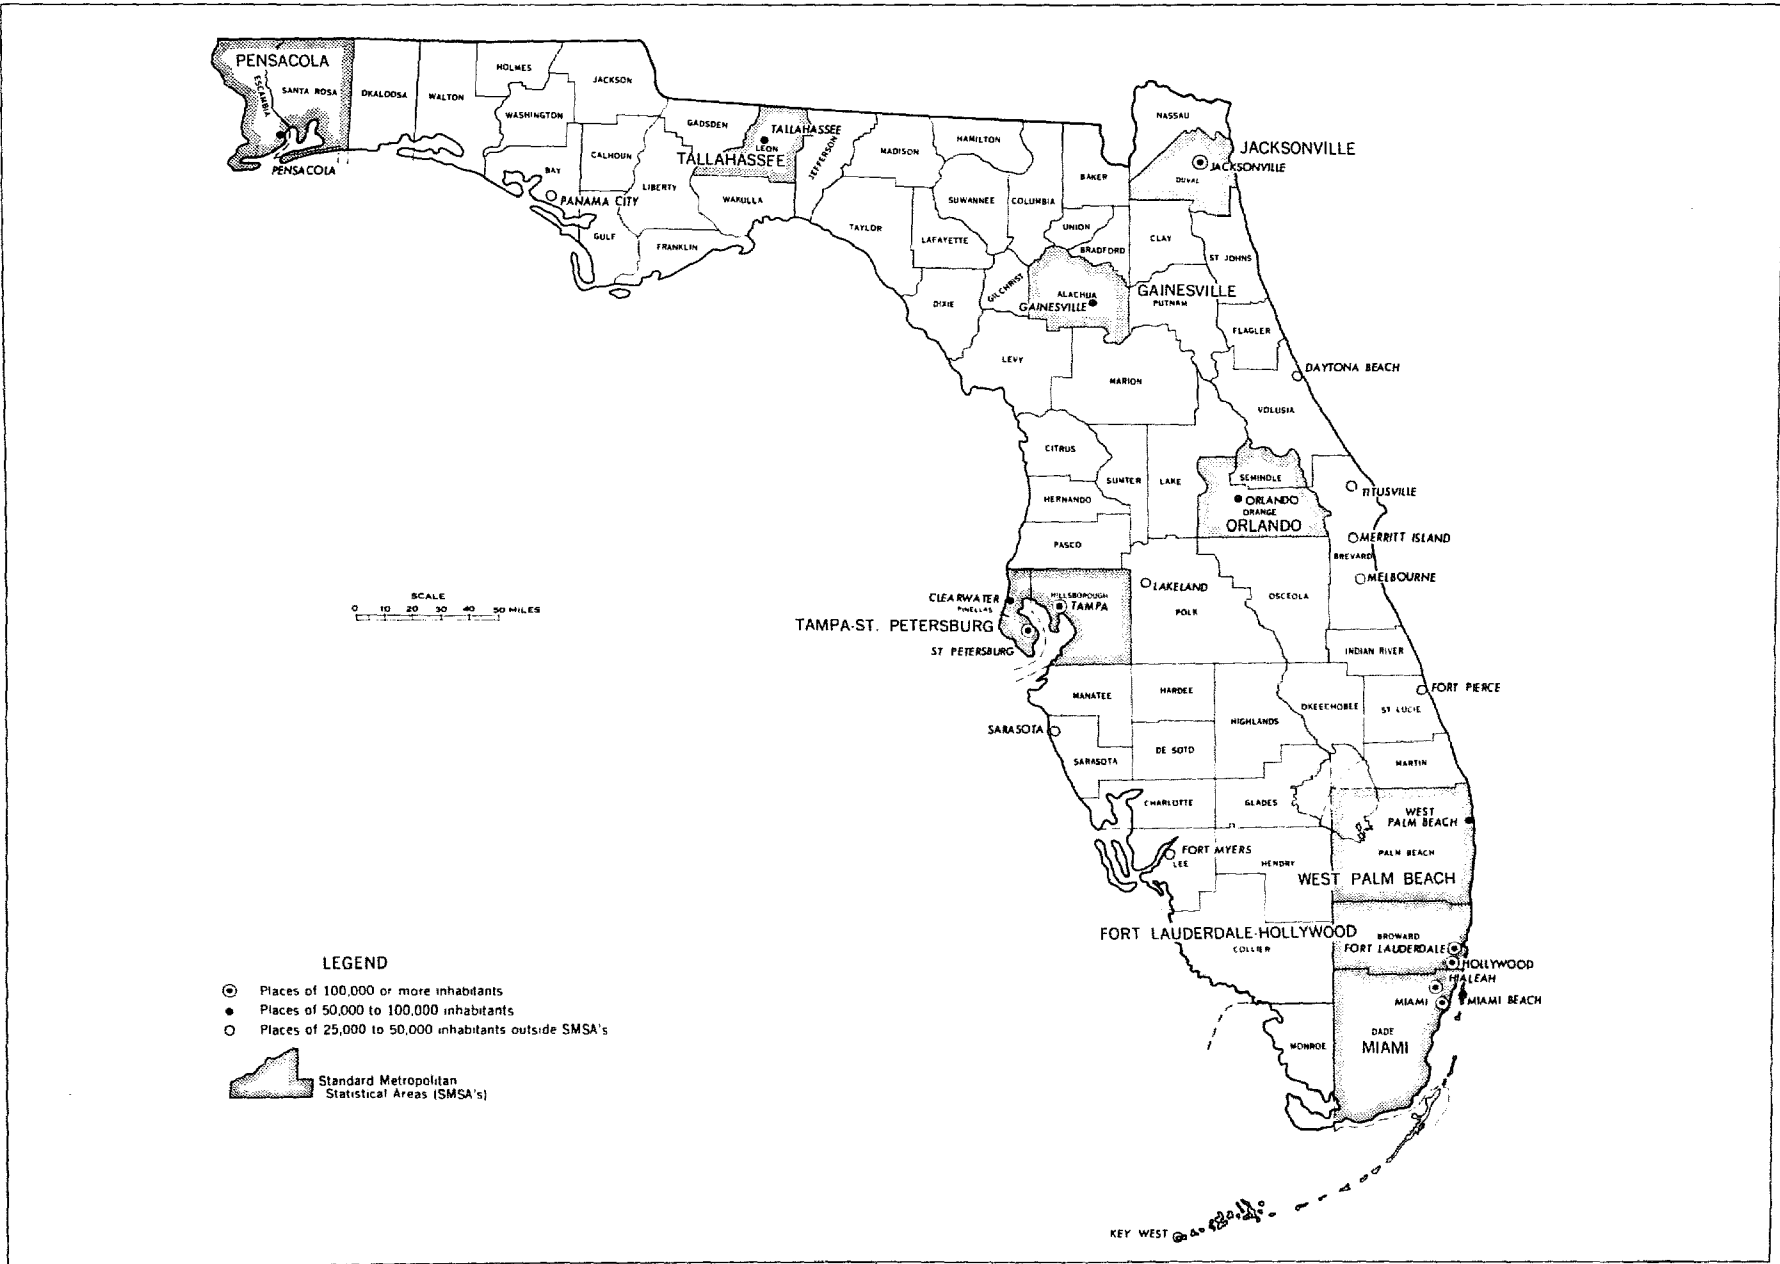 PENSACOLA
ESCAMBIA
SANTA ROSA
OKALOOSA
WALTON
HOLMES
JACKSON
WASHINGTON
PENSACOLA
BAY
CALHOUN
GADSDEN
TALLAHASSEE
LEON
TALLAHASSEE
LIBERTY
PANAMA CITY
GULF
FRANKLIN
WAKULLA
JEFFERSON
MADISON
HAMILTON
TAYLOR
LAFAYETTE
SUWANNEE
COLUMBIA
BAKER
NASSAU
JACKSONVILLE
JACKSONVILLE
DUVAL
UNION
BRADFORD
CLAY
ST JOHNS
DIXIE
GILCHRIST
ALACHUA
GAINESVILLE
GAINESVILLE
PUTNAM
FLAGLER
LEVY
MARION
DAYTONA BEACH
VOLUSIA
CITRUS
SUMTER
LAKE
SEMINOLE
HERNANDO
ORLANDO
ORANGE
ORLANDO
TITUSVILLE
PASCO
MERRITT ISLAND
BREVARD
MELBOURNE
CLEARWATER
PINELLAS
HILLSBOROUGH
TAMPA
TAMPA-ST. PETERSBURG
ST PETERSBURG
LAKELAND
POLK
OSCEOLA
INDIAN RIVER
SCALE
0 10 20 30 40 50 MILES
MANATEE
HARDEE
HIGHLANDS
OKEECHOBEE
ST LUCIE
FORT PIERCE
SARASOTA
SARASOTA
DE SOTO
MARTIN
CHARLOTTE
GLADES
WEST
PALM BEACH
PALM BEACH
WEST PALM BEACH
FORT MYERS
LEE
HENDRY
FORT LAUDERDALE-HOLLYWOOD
COLLIER
BROWARD
FORT LAUDERDALE
HOLLYWOOD
HIALEAH
MIAMI
MIAMI BEACH
DADE
MIAMI
MONROE
KEY WEST
LEGEND
Places of 100,000 or more inhabitants
Places of 50,000 to 100,000 inhabitants
Places of 25,000 to 50,000 inhabitants outside SMSA's
Standard Metropolitan
Statistical Areas (SMSA's)